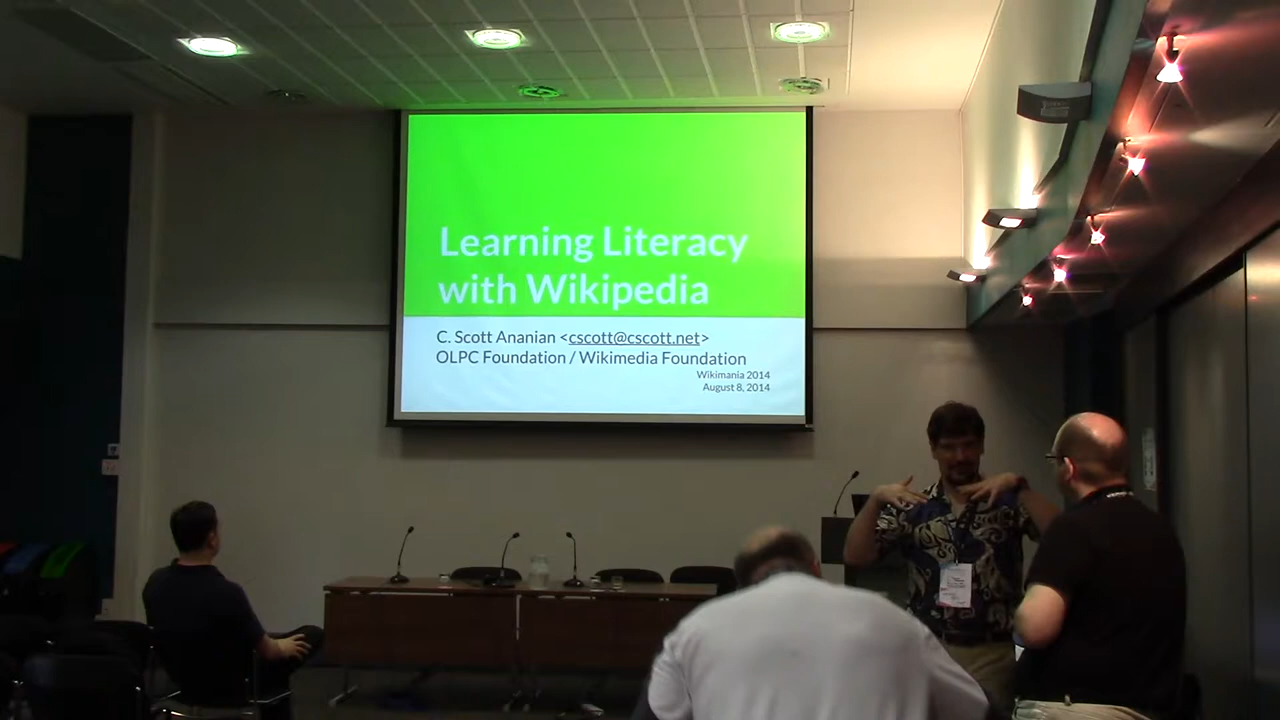 Learning Literacy
with Wikipedia
C. Scott Ananian <cscott@cscott.net>
OLPC Foundation / Wikimedia Foundation
Wikimania 2014
August 8, 2014